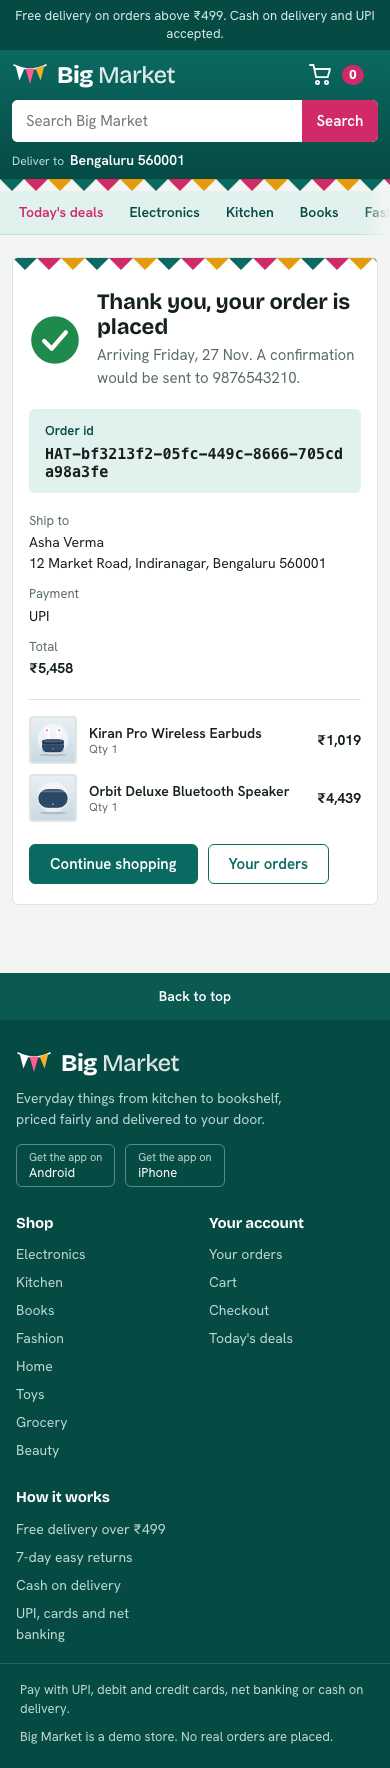 Free delivery on orders above ₹499. Cash on delivery and UPI
accepted.
Big Market
0
Search Big Market
Search
Deliver to Bengaluru 560001
Today's deals Electronics Kitchen Books Fas
Thank you, your order is
placed
Arriving Friday, 27 Nov. A confirmation
would be sent to 9876543210.
Order id
HAT-bf3213f2-05fc-449c-8666-705cd
a98a3fe
Ship to
Asha Verma
12 Market Road, Indiranagar, Bengaluru 560001
Payment
UPI
Total
₹5,458
Kiran Pro Wireless Earbuds
Qty 1
₹1,019
Orbit Deluxe Bluetooth Speaker
Qty 1
₹4,439
Continue shopping
Your orders
Back to top
Big Market
Everyday things from kitchen to bookshelf,
priced fairly and delivered to your door.
Get the app on
Android
Get the app on
iPhone
Shop
Electronics
Kitchen
Books
Fashion
Home
Toys
Grocery
Beauty
Your account
Your orders
Cart
Checkout
Today's deals
How it works
Free delivery over ₹499
7-day easy returns
Cash on delivery
UPI, cards and net
banking
Pay with UPI, debit and credit cards, net banking or cash on
delivery.
Big Market is a demo store. No real orders are placed.